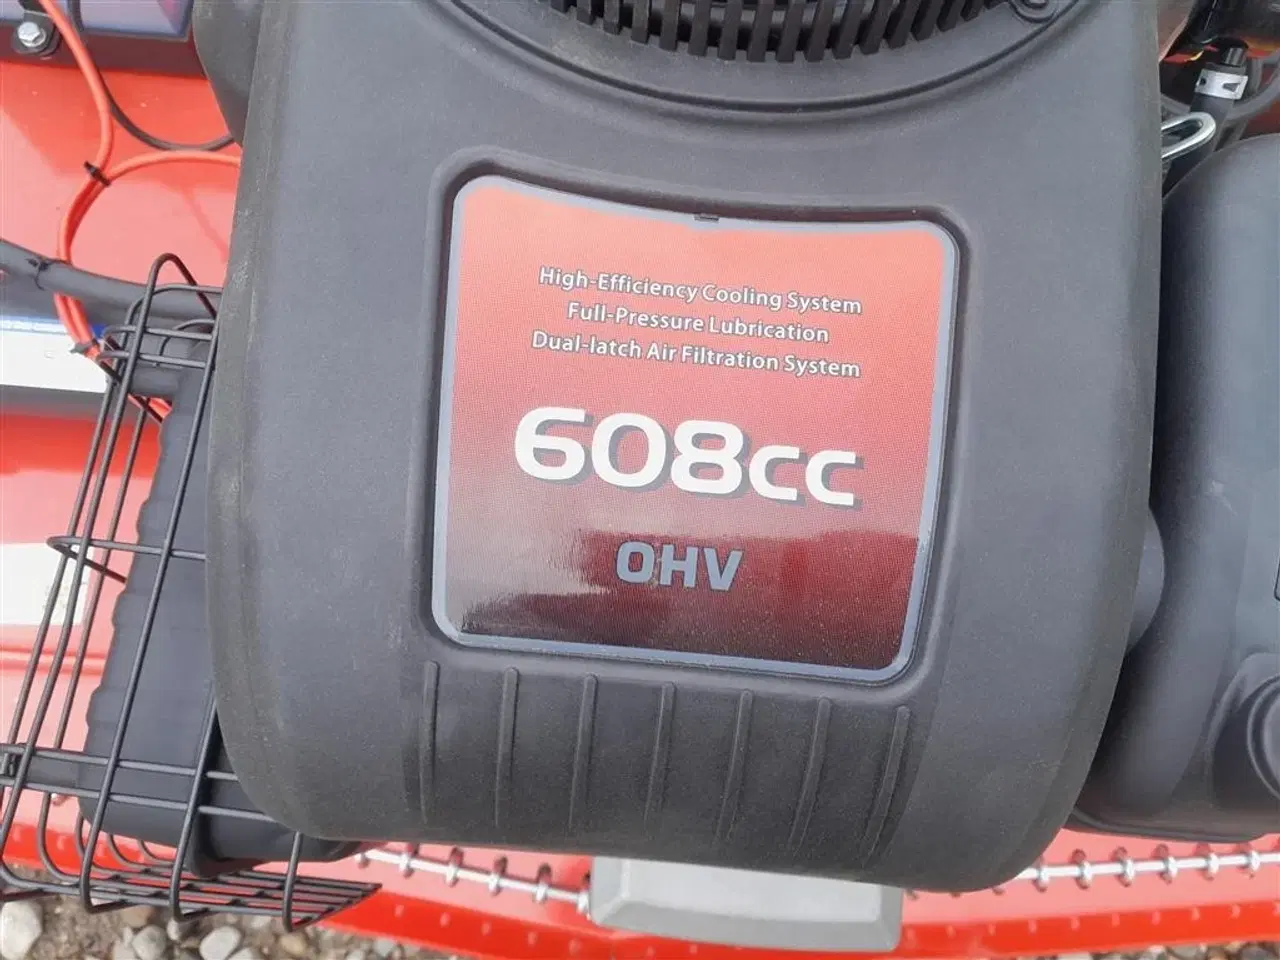 High-Efficiency Cooling System
Full-Pressure Lubrication
Dual-latch Air Filtration System
608cc
OHV